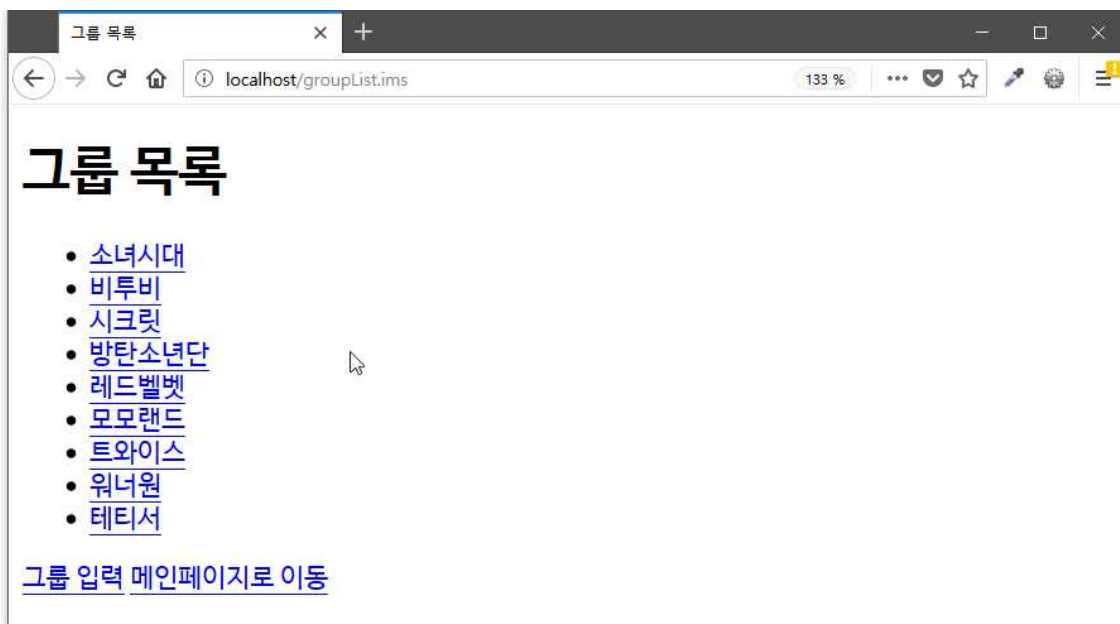 그룹 목록
localhost/groupList.ims
133 %
그룹 목록
소녀시대
비투비
시크릿
방탄소년단
레드벨벳
모모랜드
트와이스
워너원
테티서
그룹 입력 메인페이지로 이동